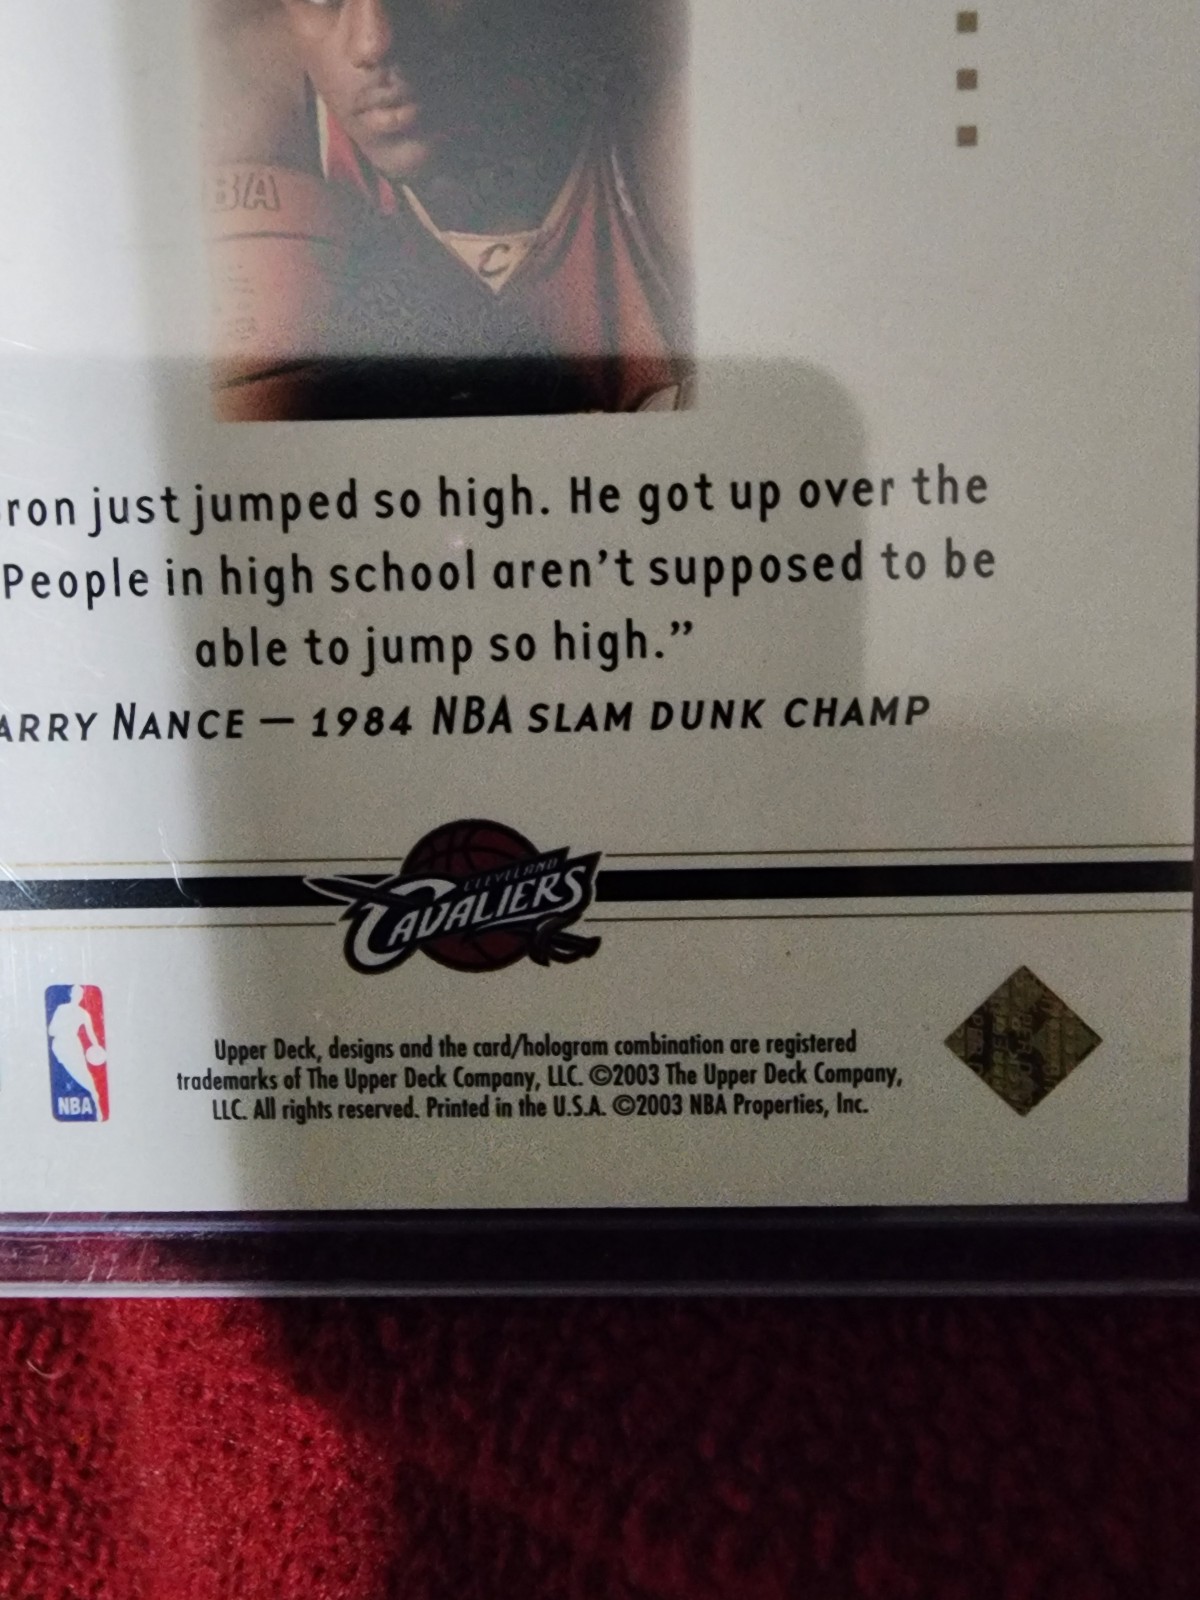 BA
C
ron just jumped so high. He got up over the
People in high school aren't supposed to be
able to jump so high.”
ARRY NANCE — 1984 NBA SLAM DUNK CHAMP
CLEVELAND
CAVALIERS
NBA
Upper Deck, designs and the card/hologram combination are registered
trademarks of The Upper Deck Company, LLC. ©2003 The Upper Deck Company,
LLC. All rights reserved. Printed in the U.S.A. ©2003 NBA Properties, Inc.